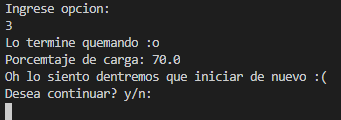 Ingrese opcion:
3
Lo termine quemando :o
Porcemtaje de carga: 70.0
Oh lo siento dentremos que iniciar de nuevo :(
Desea continuar? y/n: